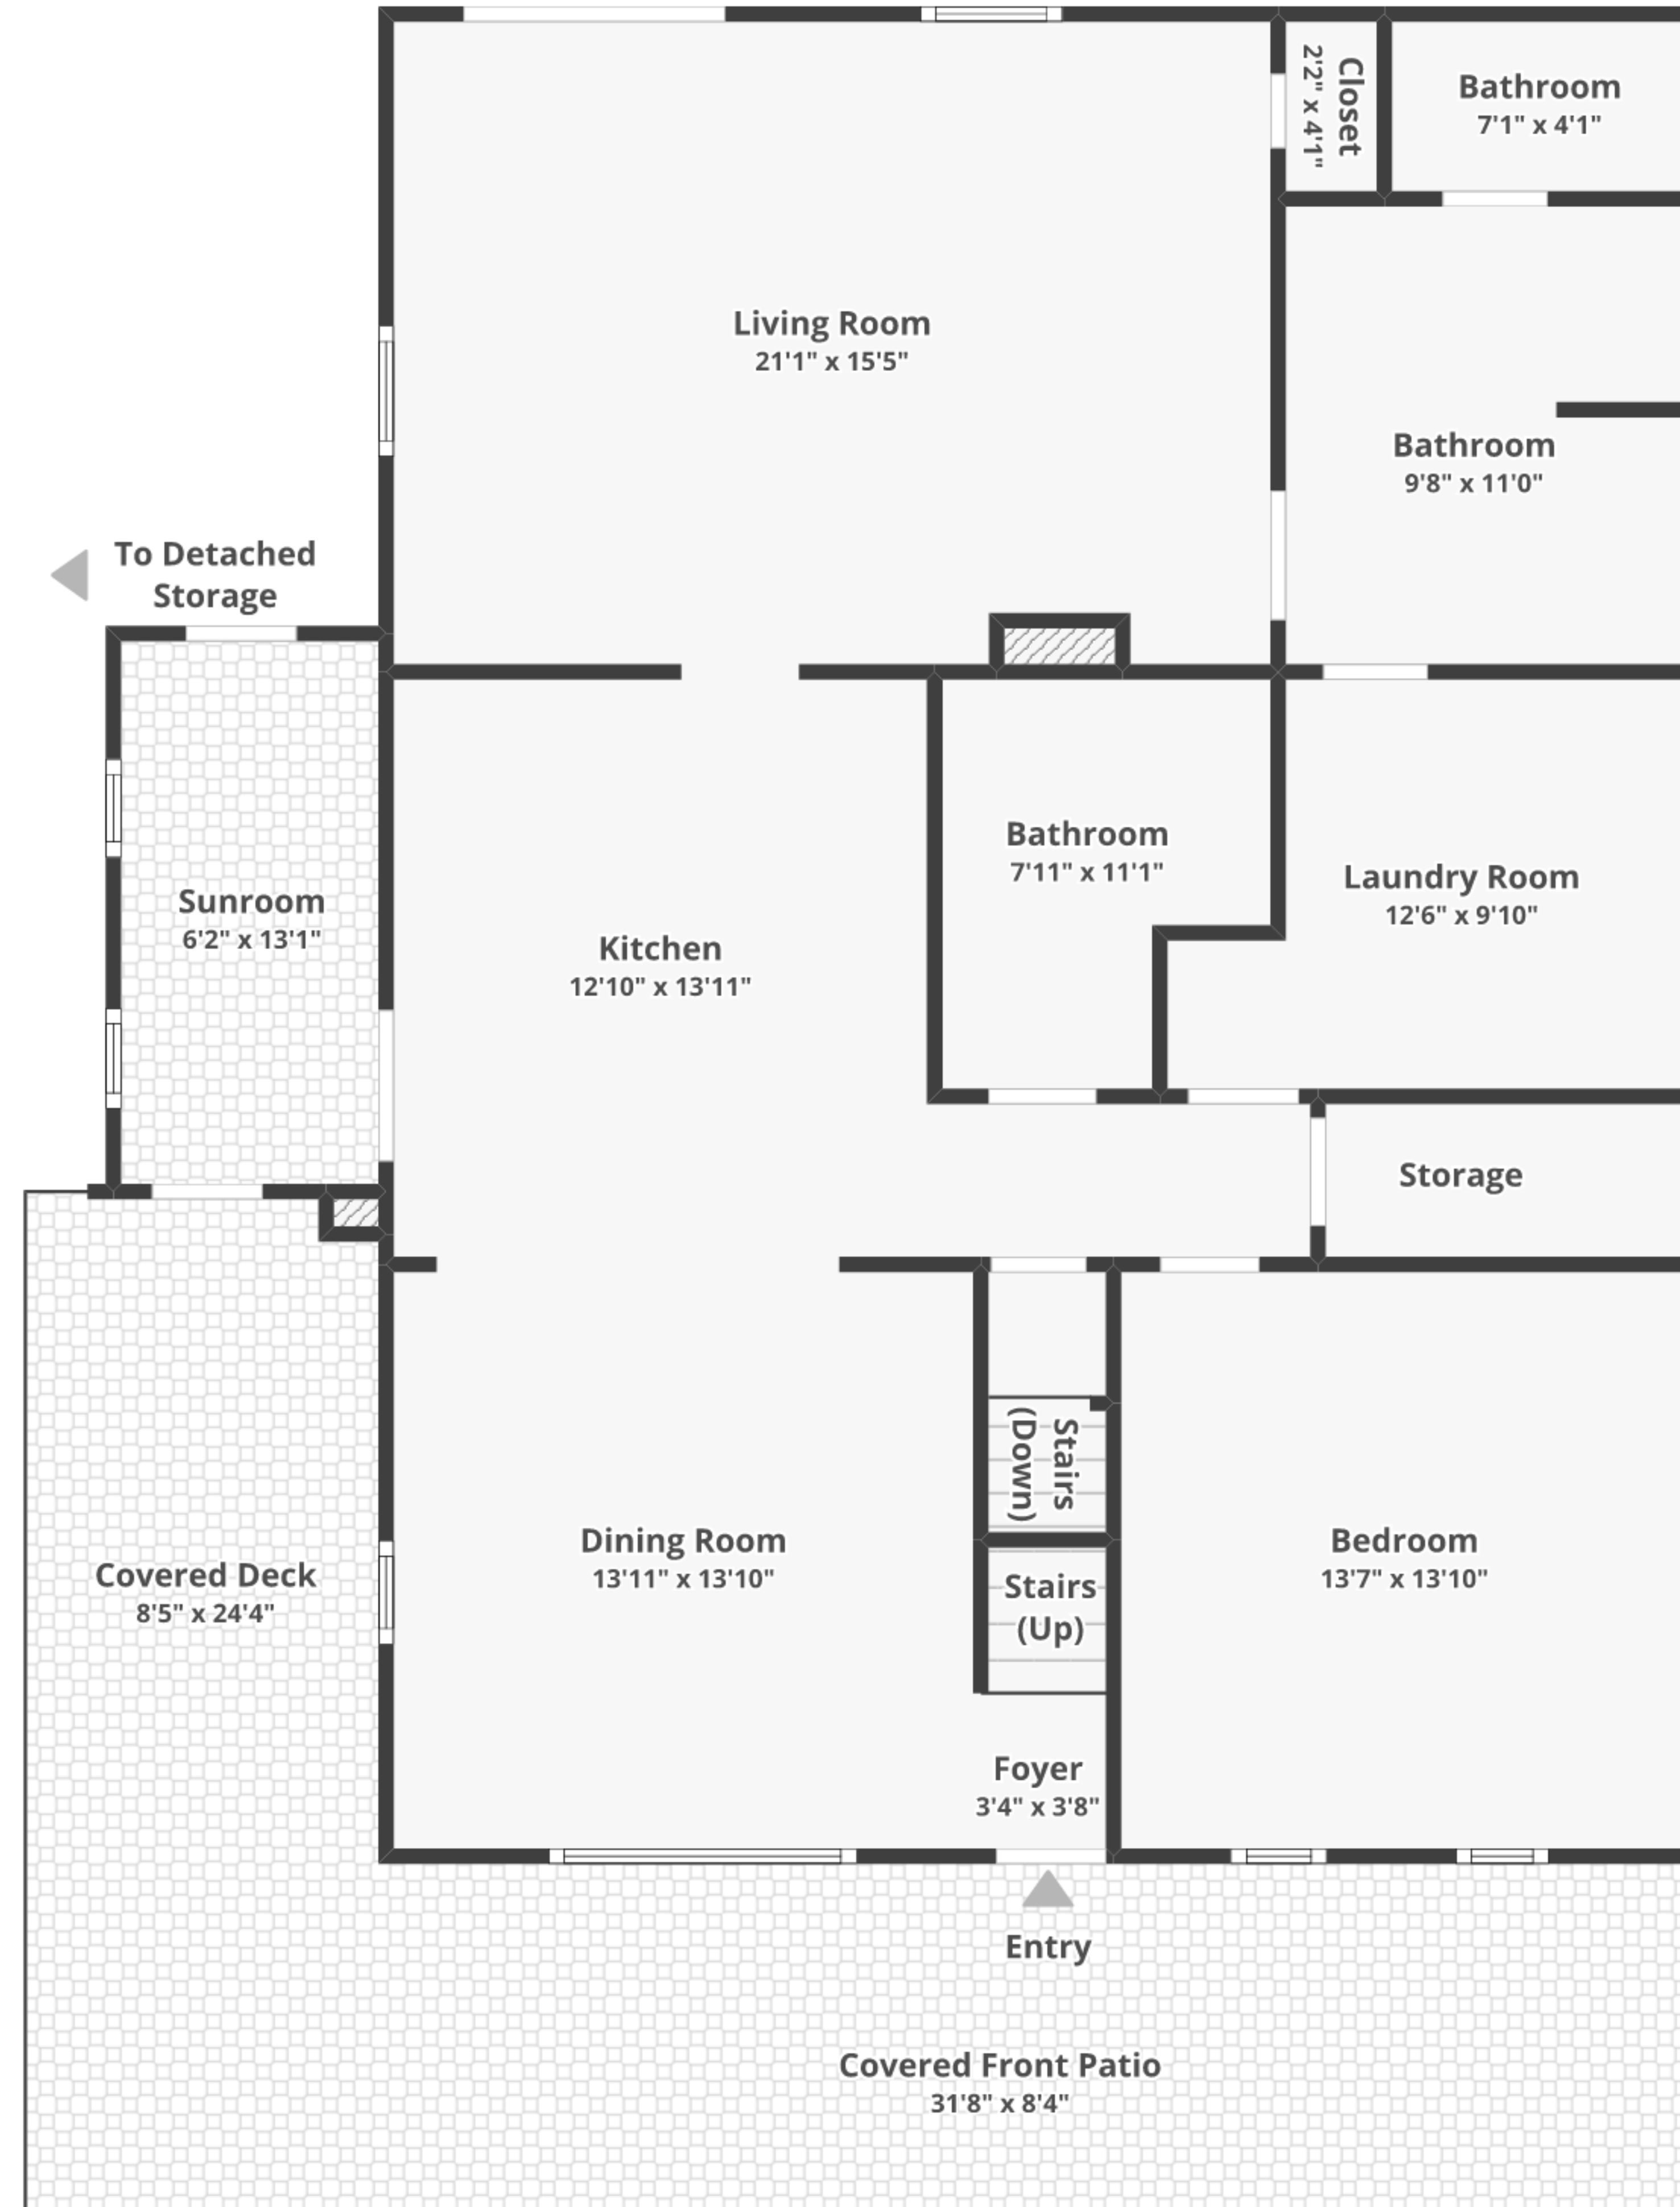 Closet
2'2" x 4'1"
Bathroom
7'1" x 4'1"
Living Room
21'1" x 15'5"
Bathroom
9'8" x 11'0"
To Detached
Storage
Bathroom
7'11" x 11'1"
Laundry Room
12'6" x 9'10"
Sunroom
6'2" x 13'1"
Kitchen
12'10" x 13'11"
Storage
Stairs
(Down)
Dining Room
13'11" x 13'10"
Bedroom
13'7" x 13'10"
Covered Deck
8'5" x 24'4"
Stairs
(Up)
Foyer
3'4" x 3'8"
Entry
Covered Front Patio
31'8" x 8'4"